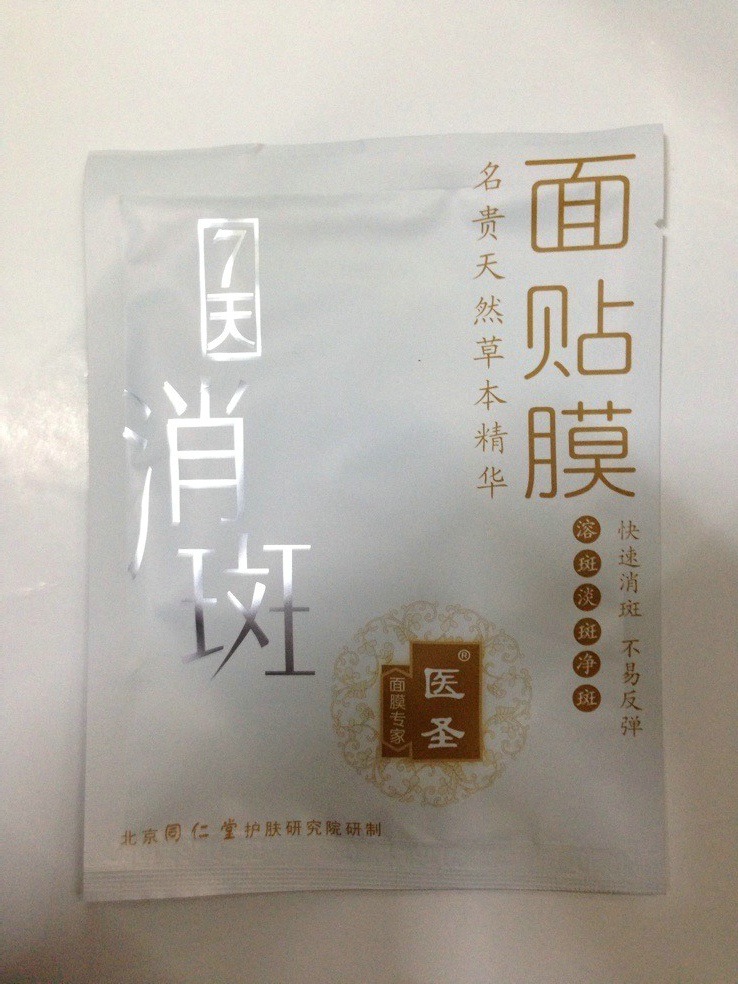 面贴膜
名贵天然草本精华
快速消斑 不易反弹
溶斑淡斑净斑
7天
消斑
医圣®
面膜专家
北京同仁堂护肤研究院研制